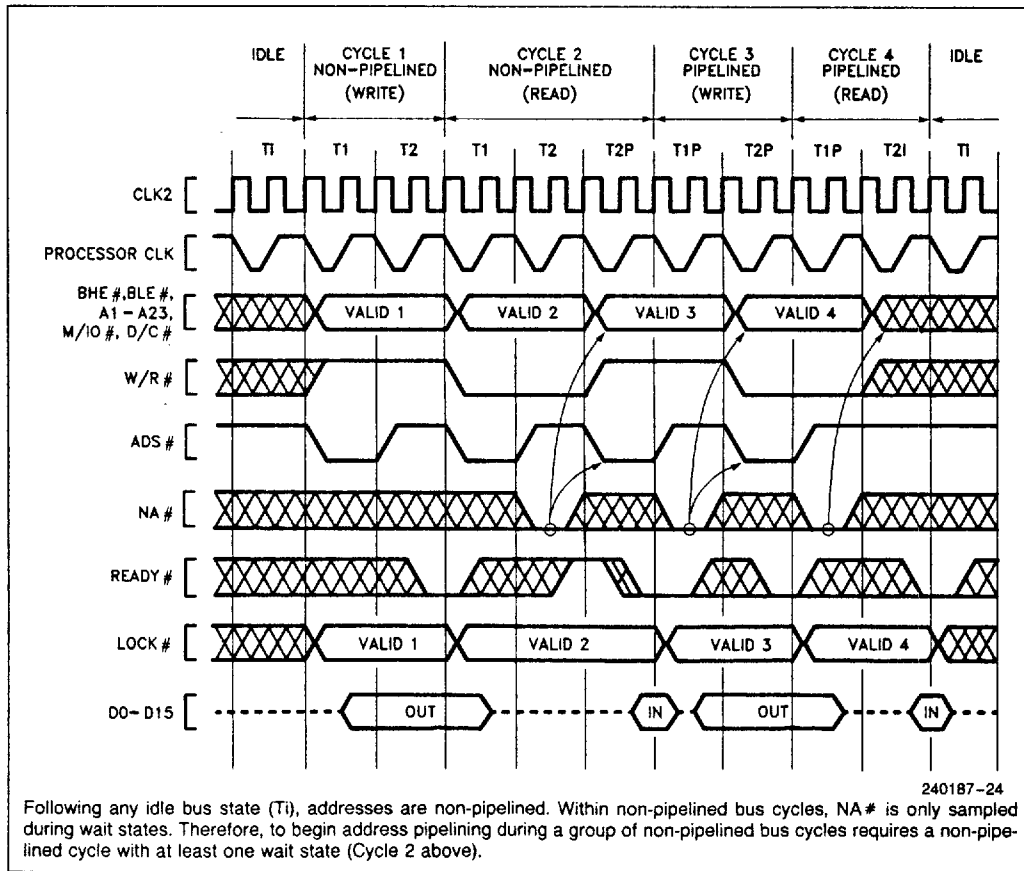 IDLE CYCLE 1 CYCLE 2 CYCLE 3 CYCLE 4 IDLE
NON-PIPELINED NON-PIPELINED PIPELINED PIPELINED
(WRITE) (READ) (WRITE) (READ)
Ti T1 T2 T1 T2 T2P T1P T2P T1P T2I Ti
CLK2
PROCESSOR CLK
BHE #,BLE #,
A1-A23,
M/IO #, D/C #
VALID 1 VALID 2 VALID 3 VALID 4
W/R #
ADS #
NA #
READY #
LOCK # VALID 1 VALID 2 VALID 3 VALID 4
D0-D15 OUT IN OUT IN
240187-24
Following any idle bus state (Ti), addresses are non-pipelined. Within non-pipelined bus cycles, NA# is only sampled
during wait states. Therefore, to begin address pipelining during a group of non-pipelined bus cycles requires a non-pipe-
lined cycle with at least one wait state (Cycle 2 above).